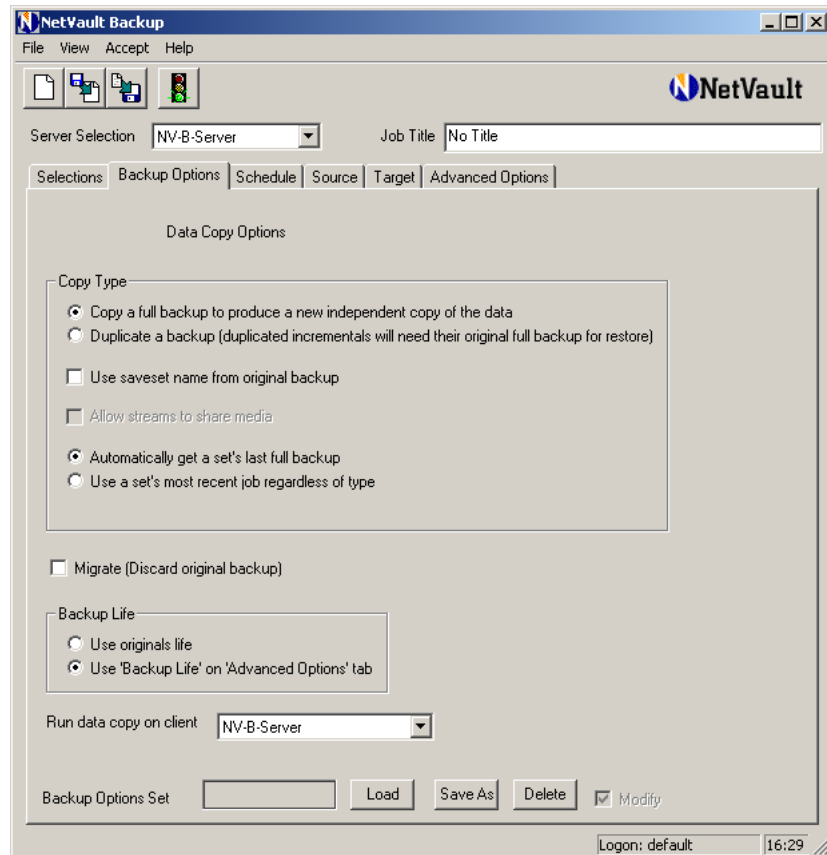 NetVault Backup
File View Accept Help
NetVault
Server Selection NV-B-Server Job Title No Title
Selections Backup Options Schedule Source Target Advanced Options
Data Copy Options
Copy Type
Copy a full backup to produce a new independent copy of the data
Duplicate a backup (duplicated incrementals will need their original full backup for restore)
Use saveset name from original backup
Allow streams to share media
Automatically get a set's last full backup
Use a set's most recent job regardless of type
Migrate (Discard original backup)
Backup Life
Use originals life
Use 'Backup Life' on 'Advanced Options' tab
Run data copy on client NV-B-Server
Backup Options Set Load Save As Delete Modify
Logon: default 16:29